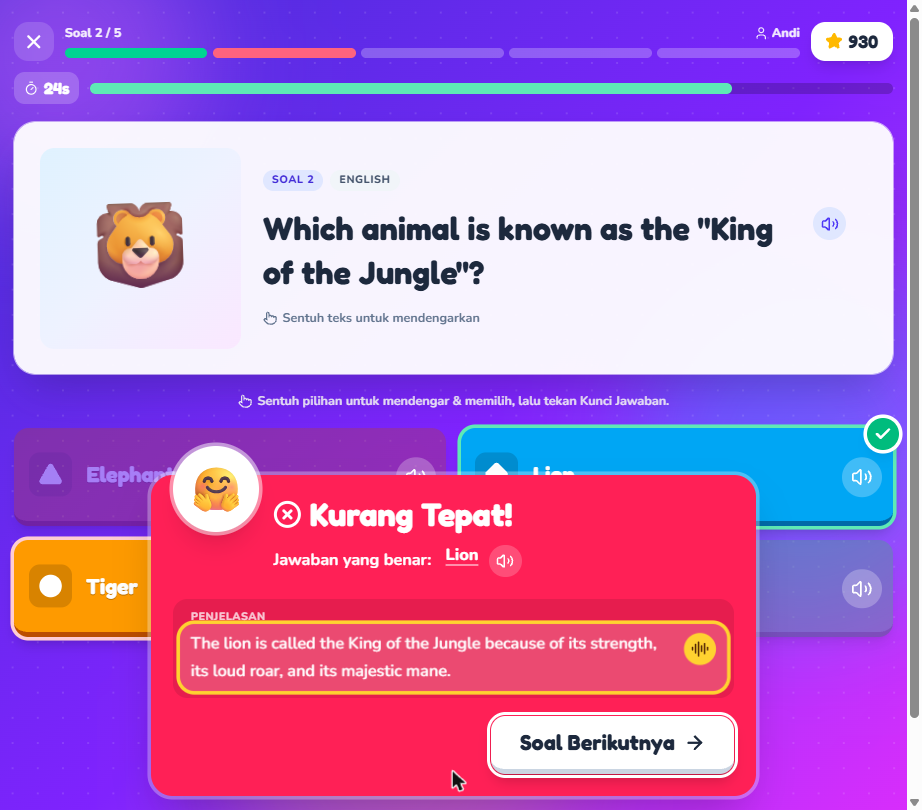 Soal 2 / 5
Andi
930
24s
SOAL 2
ENGLISH
Which animal is known as the "King
of the Jungle"?
Sentuh teks untuk mendengarkan
Sentuh pilihan untuk mendengar & memilih, lalu tekan Kunci Jawaban.
Elephant
Lion
Tiger
Kurang Tepat!
Jawaban yang benar: Lion
PENJELASAN
The lion is called the King of the Jungle because of its strength,
its loud roar, and its majestic mane.
Soal Berikutnya